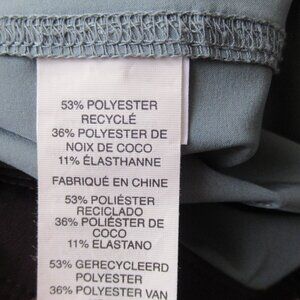 53% POLYESTER
RECYCLÉ
36% POLYESTER DE
NOIX DE COCO
11% ÉLASTHANNE
FABRIQUÉ EN CHINE
53% POLIÉSTER
RECICLADO
36% POLIÉSTER DE
COCO
11% ELASTANO
53% GERECYCLEERD
POLYESTER
36% POLYESTER VAN